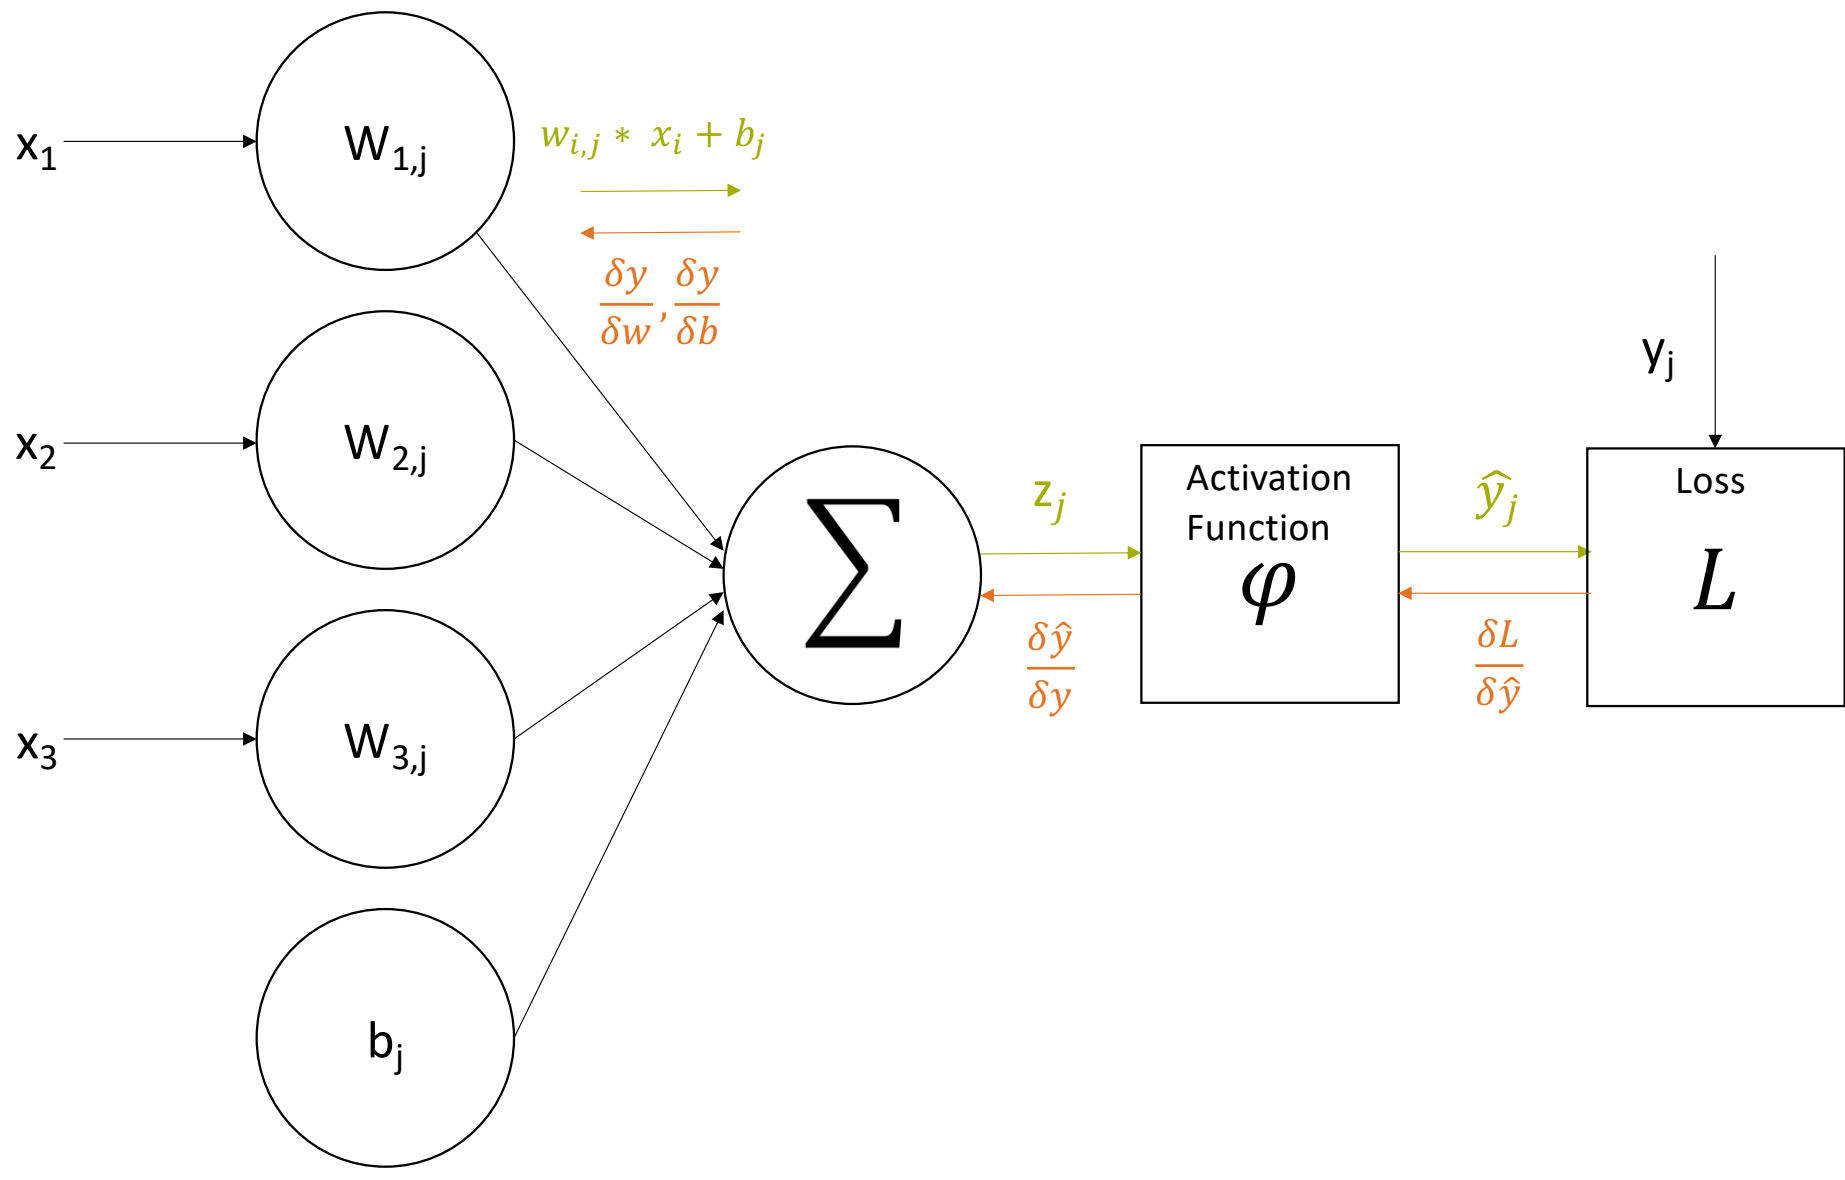 x₁
W₁,ⱼ
wᵢ,ⱼ * xᵢ + bⱼ
δy/δw, δy/δb
x₂
W₂,ⱼ
yⱼ
∑
zⱼ
δŷ/δy
Activation
Function
φ
ŷⱼ
δL/δŷ
Loss
L
x₃
W₃,ⱼ
bⱼ